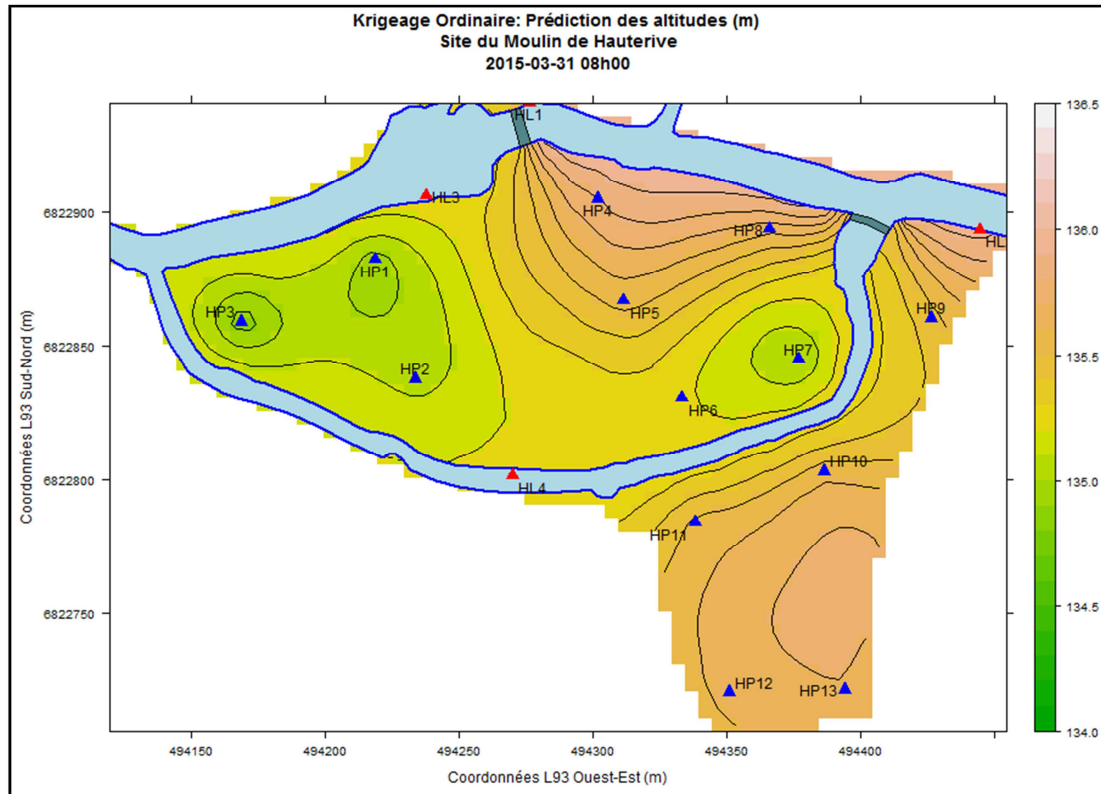 Krigeage Ordinaire: Prédiction des altitudes (m)
Site du Moulin de Hauterive
2015-03-31 08h00
136.5
HL1
136.0
HL3
HP4
6822900
HP8
HL
HP1
135.5
HP3
HP5
HP9
6822850
HP2
HP7
HP6
135.0
HP10
6822800
HL4
HP11
134.5
6822750
HP12
HP13
134.0
494150
494200
494250
494300
494350
494400
Coordonnées L93 Sud-Nord (m)
Coordonnées L93 Ouest-Est (m)